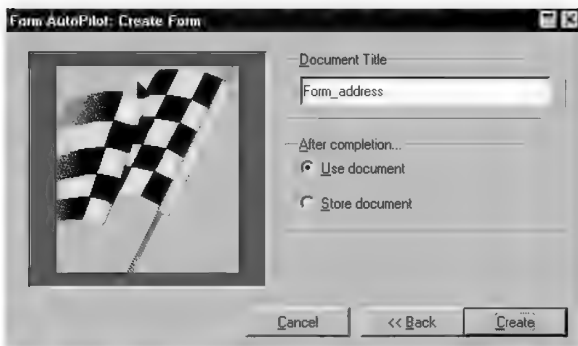 Form AutoPilot: Create Form
Document Title
Form_address
After completion...
Use document
Store document
Cancel
<< Back
Create